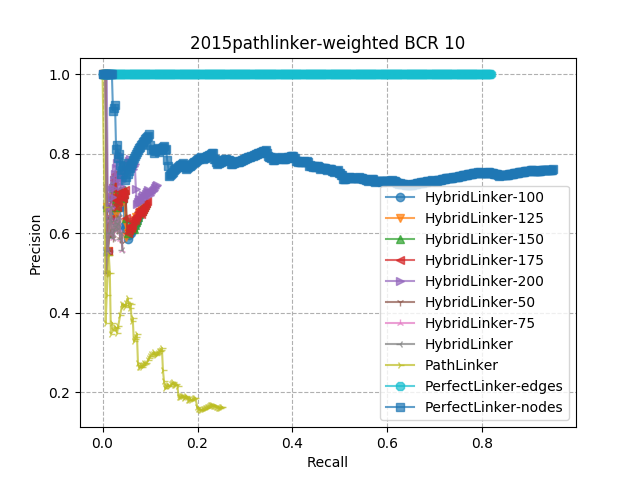 2015pathlinker-weighted BCR 10
Precision
1.0
0.8
0.6
0.4
0.2
0.0
0.2
0.4
0.6
0.8
Recall
HybridLinker-100
HybridLinker-125
HybridLinker-150
HybridLinker-175
HybridLinker-200
HybridLinker-50
HybridLinker-75
HybridLinker
PathLinker
PerfectLinker-edges
PerfectLinker-nodes